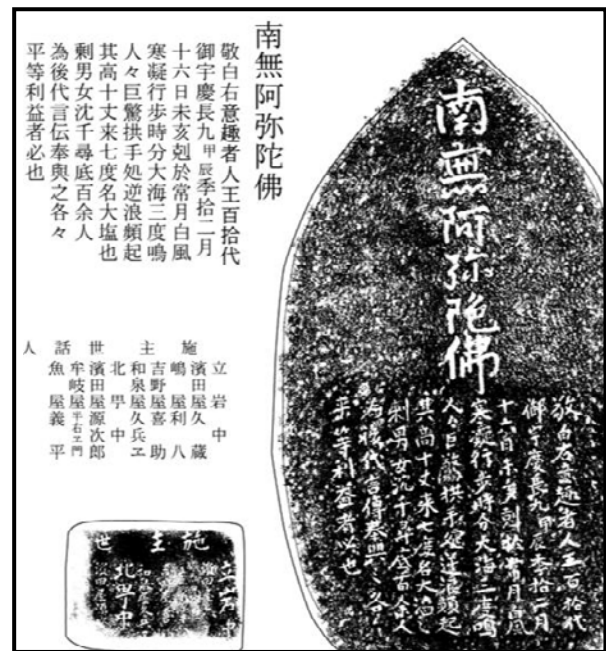 南無阿弥陀佛
敬白右意趣者人王百拾代
御宇慶長九甲辰季拾二月
十六日未亥剋於常月白風
寒凝行歩時分大海三度鳴
人々巨驚拱手処逆浪頻起
其高十丈来七度名大塩也
剰男女沈千尋底百余人
為後代言伝奉與之各々
平等利益者必也
南無阿弥陀佛
敬白右意趣者人王百拾代
御宇慶長九甲辰季拾二月
十六日未亥剋於常月白風
寒凝行歩時分大海三度鳴
人々巨驚拱手処逆浪頻起
其高十丈来七度名大塩也
剰男女沈千尋底百余人
為後代言伝奉與之各々
平等利益者必也
施主世話人
立岩中
濱田屋久蔵
嶋屋利八
吉野屋喜助
和泉屋久兵ヱ
北甼中
濱田屋源次郎
牟岐屋平右ヱ門
魚屋義平
施主世
立岩中
北甼中